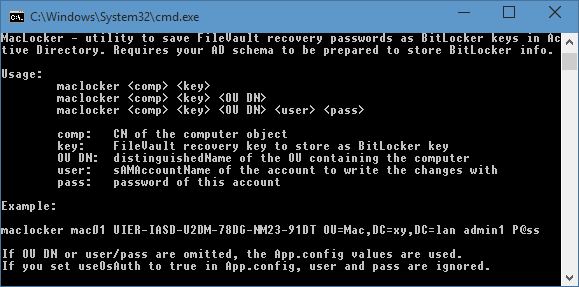 C:\Windows\System32\cmd.exe
MacLocker - utility to save FileVault recovery passwords as BitLocker keys in Ac
tive Directory. Requires your AD schema to be prepared to store BitLocker info.
Usage:
maclocker <comp> <key>
maclocker <comp> <key> <OU DN>
maclocker <comp> <key> <OU DN> <user> <pass>
comp: CN of the computer object
key: FileVault recovery key to store as BitLocker key
OU DN: distinguishedName of the OU containing the computer
user: sAMAccountName of the account to write the changes with
pass: password of this account
Example:
maclocker mac01 VIER-IASD-V2DM-78DG-NM23-91DT OU=Mac,DC=xy,DC=lan admin1 P@ss
If OU DN or user/pass are omitted, the App.config values are used.
If you set useOsAuth to true in App.config, user and pass are ignored.